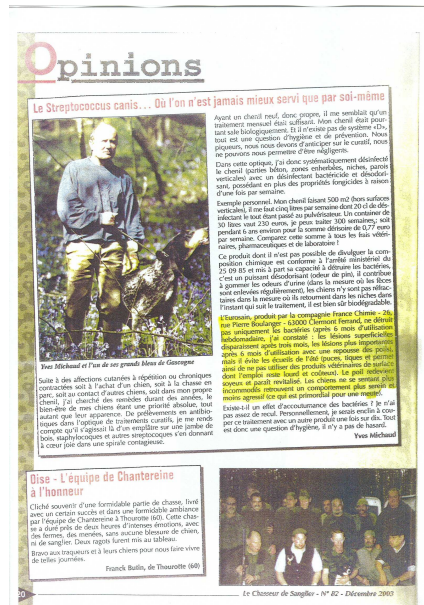 Opinions
Le Streptococcus canis... Où l'on n'est jamais mieux servi que par soi-même
Yves Michaud et l'un de ses grands bleus de Gascogne
Suite à des affections cutanées à répétition ou chroniques
contractées soit à l'achat d'un chien, soit à la chasse en
parc, soit au contact d'autres chiens, soit dans mon propre
chenil, j'ai cherché des remèdes durant des années, le
bien-être de mes chiens étant une priorité absolue, tout
autant que leur apparence. De prélèvements en antibio-
tiques dans l'optique de traitements curatifs, je me rends
compte qu'il s'agissait là d'un emplâtre sur une jambe de
bois, staphylocoques et autres streptocoques s'en donnant
à cœur joie dans une spirale contagieuse.
Ayant un chenil neuf, donc propre, il me semblait qu'un
traitement mensuel était suffisant. Mon chenil était pour-
tant sale biologiquement. Et il n'existe pas de système «D»,
tout est une question d'hygiène et de prévention. Nous
piqueurs, nous nous devons d'anticiper sur le curatif, nous
ne pouvons nous permettre d'être négligents.
Dans cette optique, j'ai donc systématiquement désinfecté
le chenil (parties béton, zones enherbées, niches, parois
verticales) avec un désinfectant bactéricide et désodori-
sant, possédant en plus des propriétés fongicides à raison
d'une fois par semaine.
Exemple personnel. Mon chenil faisant 500 m2 (hors surfaces
verticales), il me faut cinq litres par semaine dont 20 cl de dés-
infectant le tout étant passé au pulvérisateur. Un container de
30 litres vaut 230 euros, je peux traiter 300 semaines,: soit
pendant 6 ans environ pour la somme dérisoire de 0,77 euro
par semaine. Comparez cette somme à tous les frais vétéri-
naires, pharmaceutiques et de laboratoire !
Ce produit dont il n'est pas possible de divulguer la com-
position chimique est conforme à l'arrêté ministériel du
25 09 85 et mis à part sa capacité à détruire les bactéries,
c'est un puissant désodorisant (odeur de pin), il contribue
à gommer les odeurs d'urine (dans la mesure où les fèces
sont enlevées régulièrement), les chiens n'y sont pas réfrac-
taires dans la mesure où ils retournent dans les niches dans
l'instant qui suit le traitement, il est bien sûr biodégradable.
L'Eurosain, produit par la compagnie France Chimie - 26,
rue Pierre Boulanger - 63000 Clermont Ferrand, ne détruit
pas uniquement les bactéries (après 6 mois d'utilisation
hebdomadaire, j'ai constaté : les lésions superficielles
disparaissent après trois mois, les lésions plus importantes
après 6 mois d'utilisation avec une repousse des poils)
mais il évite les écueils de l'été (puces, tiques et permet
ainsi de ne pas utiliser des produits vétérinaires de surface
dont l'emploi reste lourd et coûteux). Le poil redevient
soyeux et paraît revitalisé. Les chiens ne se sentant plus
incommodés retrouvent un comportement plus serein et
moins agressif (ce qui est primordial pour une meute).
Existe-t-il un effet d'accoutumance des bactéries ? Je n'ai
pas assez de recul. Personnellement, je serais enclin à cou-
per ce traitement avec un autre produit une fois sur dix. Tout
est donc une question d'hygiène, il n'y a pas de hasard.
Yves Michaud
Oise - L'équipe de Chantereine
à l'honneur
Cliché souvenir d'une formidable partie de chasse, livré
avec un certain succès et dans une formidable ambiance
par l'équipe de Chantereine à Thourotte (60). Cette chas-
se a duré près de deux heures d'intenses émotions, avec
des fermes, des menées, sans aucune blessure de chien,
ni de sanglier. Deux ragots furent mis au tableau.
Bravo aux traqueurs et à leurs chiens pour nous faire vivre
de telles journées.
Franck Butin, de Thourotte (60)
20
Le Chasseur de Sanglier - N° 82 - Décembre 2003